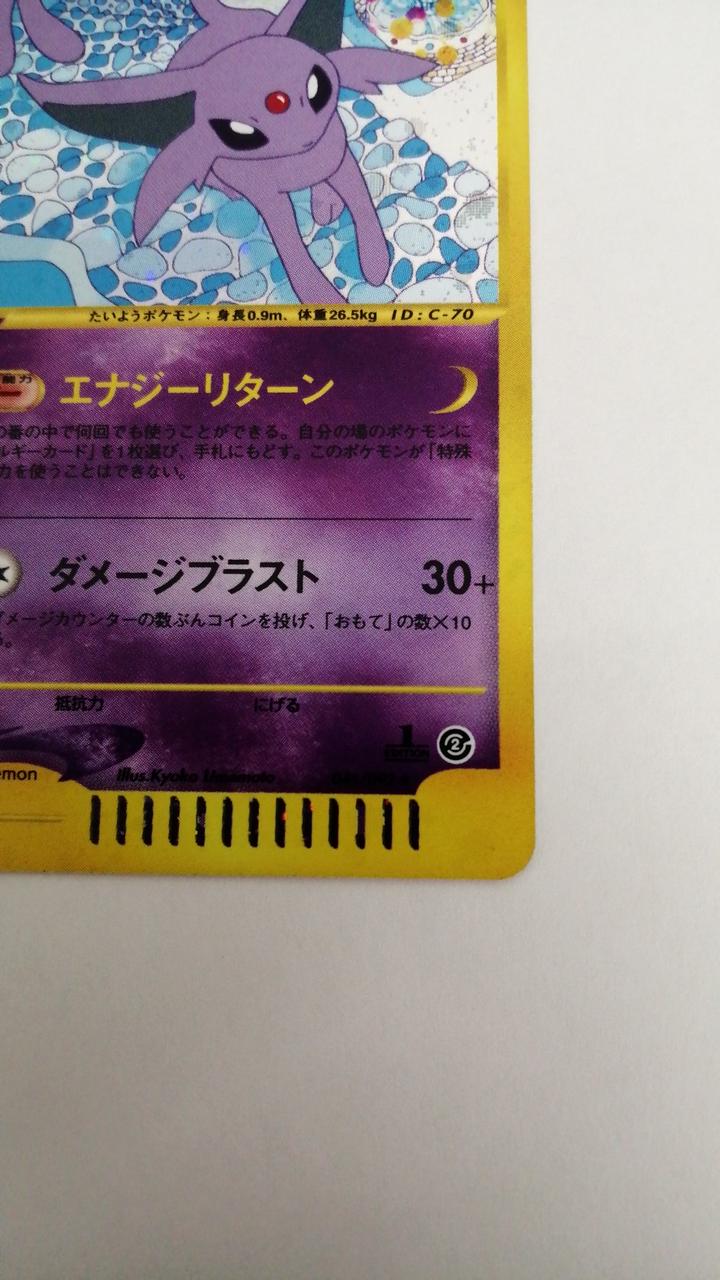 たいようポケモン：身長0.9m、体重26.5kg ID:C-70
能力
エナジーリターン
の番の中で何回でも使うことができる。自分の場のポケモンに
ルギーカード」を1枚選び、手札にもどす。このポケモンが「特殊
力を使うことはできない。
ダメージブラスト 30+
ダメージカウンターの数ぶんコインを投げ、「おもて」の数×10
る。
抵抗力 にげる
1
EDITION
2
emon illus.Kyoko Umemoto